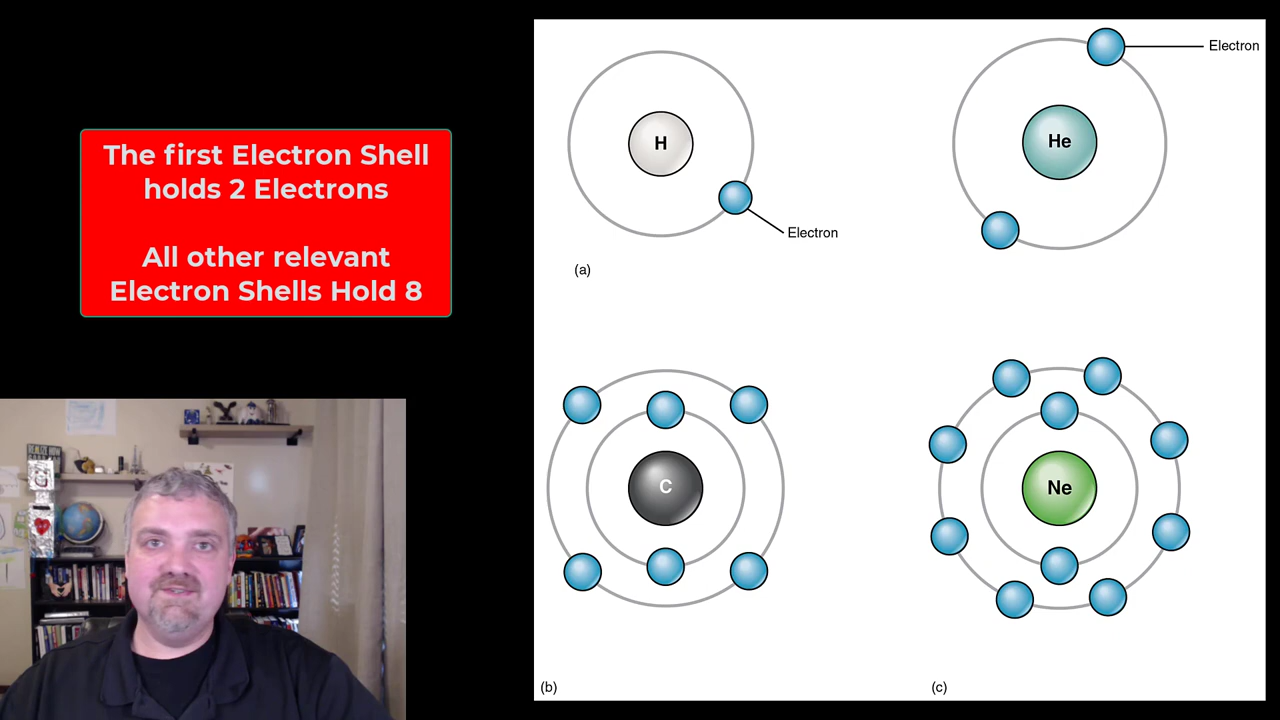 The first Electron Shell
holds 2 Electrons
All other relevant
Electron Shells Hold 8
H
Electron
(a)
He
Electron
C
(b)
Ne
(c)